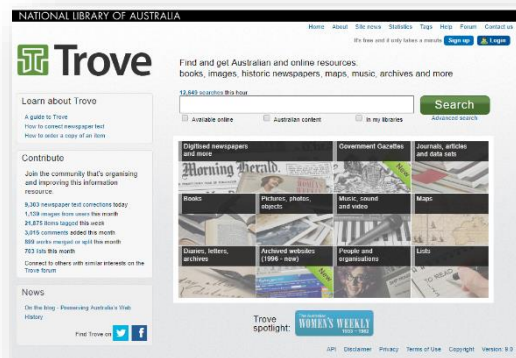 NATIONAL LIBRARY OF AUSTRALIA
Home About Site news Statistics Tags Help Forum Contact us
It's free and it only takes a minute Sign up Login
Trove
Find and get Australian and online resources.
books, images, historic newspapers, maps, music, archives and more
12,649 searches this hour
Search
Available online Australian content In my libraries Advanced search
Learn about Trove
A guide to Trove
How to correct newspaper text
How to order a copy of an item
Contribute
Join the community that's organising
and improving this information
resource.
9,303 newspaper text corrections today
1,139 images from users this month
21,875 items tagged this week
3,015 comments added this month
889 works merged or split this month
703 lists this month
Connect to others with similar interests on the
Trove forum
News
On the blog - Preserving Australia's Web
History
Find Trove on
Digitised newspapers
and more
Government Gazettes
New
Journals, articles
and data sets
Morning Herald.
Books
Pictures, photos,
objects
Music, sound
and video
Maps
Diaries, letters,
archives
Archived websites
(1996 - now)
New
People and
organisations
Lists
TO READ
Trove
spotlight:
WOMEN'S WEEKLY
1933 - 1982
API Disclaimer Privacy Terms of Use Copyright Version 9.0